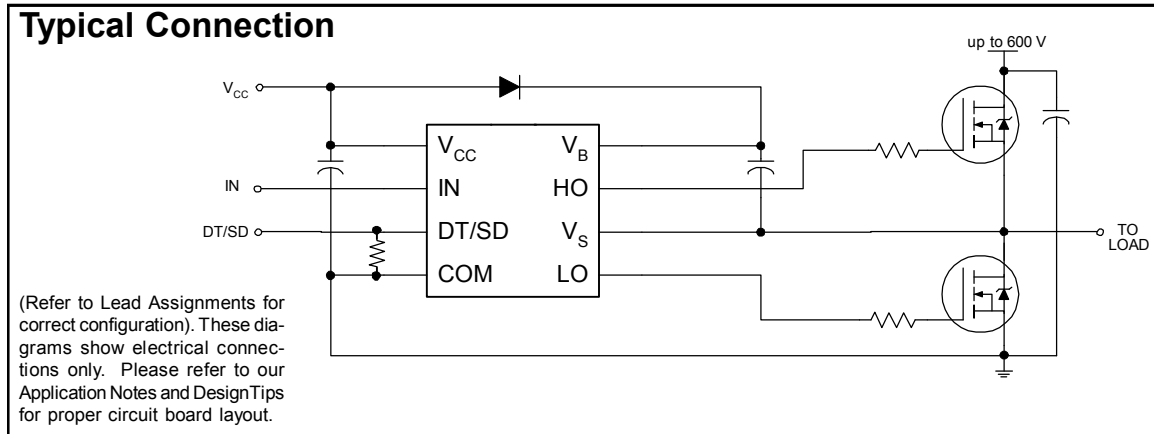 Typical Connection
up to 600 V
VCC
VCC
VB
IN
IN
HO
DT/SD
DT/SD
VS
TO
LOAD
COM
LO
(Refer to Lead Assignments for
correct configuration). These dia-
grams show electrical connec-
tions only. Please refer to our
Application Notes and DesignTips
for proper circuit board layout.